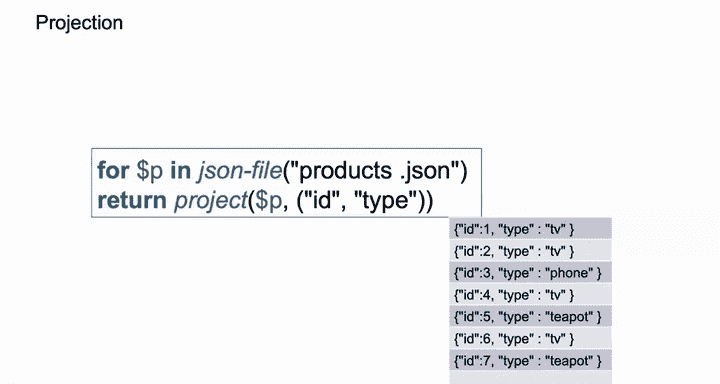 Projection
for $p in json-file("products .json")
return project($p, ("id", "type"))
{"id":1, "type" : "tv" }
{"id":2, "type" : "tv" }
{"id":3, "type" : "phone" }
{"id":4, "type" : "tv" }
{"id":5, "type" : "teapot" }
{"id":6, "type" : "tv" }
{"id":7, "type" : "teapot" }